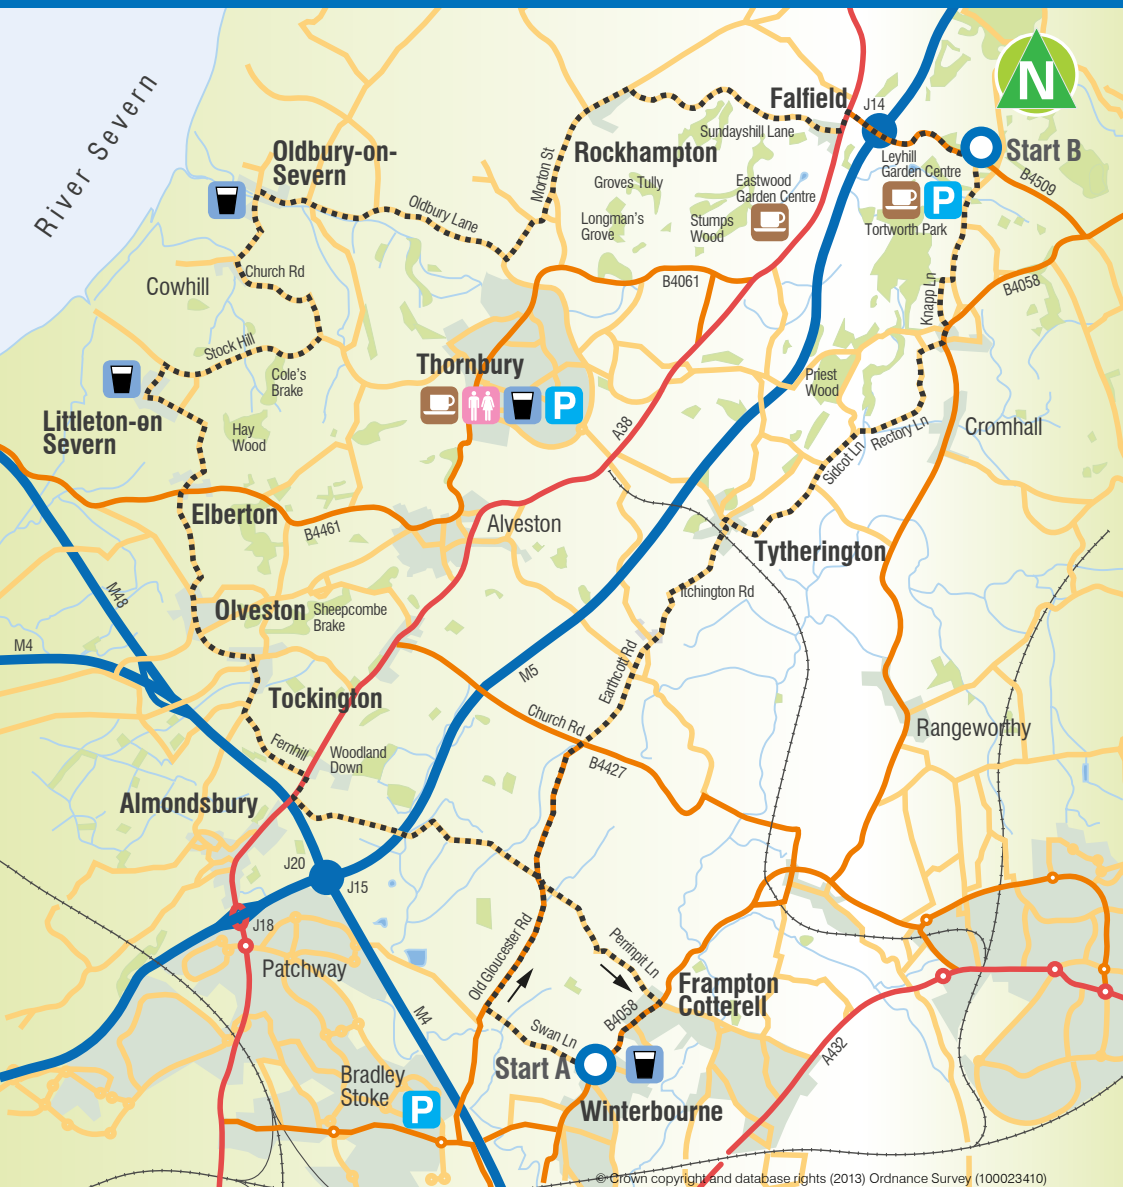 N
Falfield
J14
Sundayshill Lane
River Severn
Oldbury-on-
Severn
Rockhampton
Start B
Leyhill
Garden Centre
Morton St
Groves Tully
Eastwood
Garden Centre
B4509
P
Oldbury Lane
Longman's
Grove
Stumps
Wood
Tortworth Park
Church Rd
Cowhill
B4061
Knapp Ln
B4058
Stock Hill
Thornbury
Cole's
Brake
Priest
Wood
P
Littleton-on
Severn
Hay
Wood
A38
Rectory Ln
Cromhall
Sidcot Ln
Elberton
B4461
Alveston
Tytherington
M48
Olveston
Sheepcombe
Brake
Itchington Rd
M4
Earthcott Rd
M5
Tockington
Church Rd
Rangeworthy
Fernhill
Woodland
Down
B4427
Almondsbury
J20
J15
J18
Old Gloucester Rd
Perrinpit Ln
Patchway
Frampton
Cotterell
M4
B4058
Swan Ln
A432
Start A
Bradley
Stoke
P
Winterbourne
© Crown copyright and database rights (2013) Ordnance Survey (100023410)